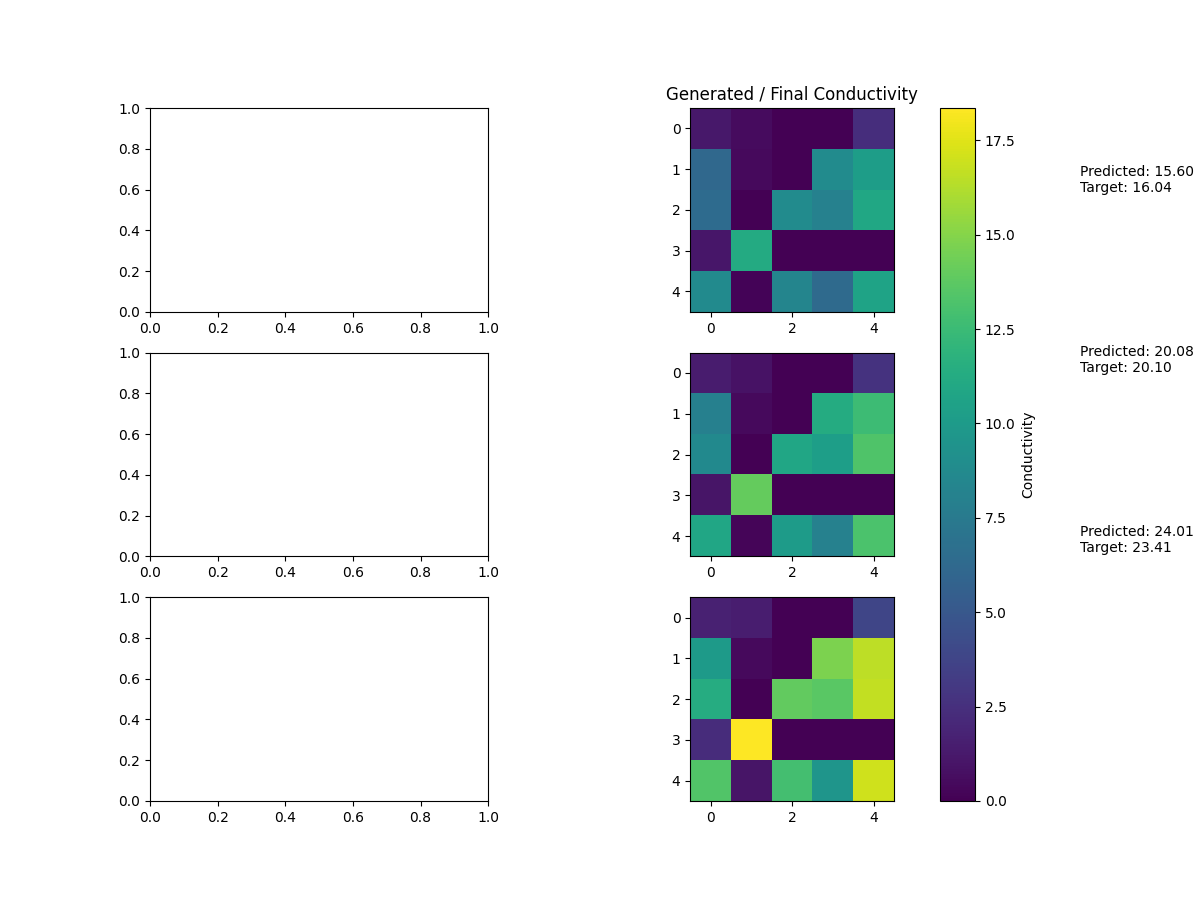 Generated / Final Conductivity
1.0
0.8
0.6
0.4
0.2
0.0
0.0 0.2 0.4 0.6 0.8 1.0
0
1
2
3
4
0 2 4
Predicted: 15.60
Target: 16.04
1.0
0.8
0.6
0.4
0.2
0.0
0.0 0.2 0.4 0.6 0.8 1.0
0
1
2
3
4
0 2 4
Predicted: 20.08
Target: 20.10
1.0
0.8
0.6
0.4
0.2
0.0
0.0 0.2 0.4 0.6 0.8 1.0
0
1
2
3
4
0 2 4
Predicted: 24.01
Target: 23.41
17.5
15.0
12.5
10.0
7.5
5.0
2.5
0.0
Conductivity